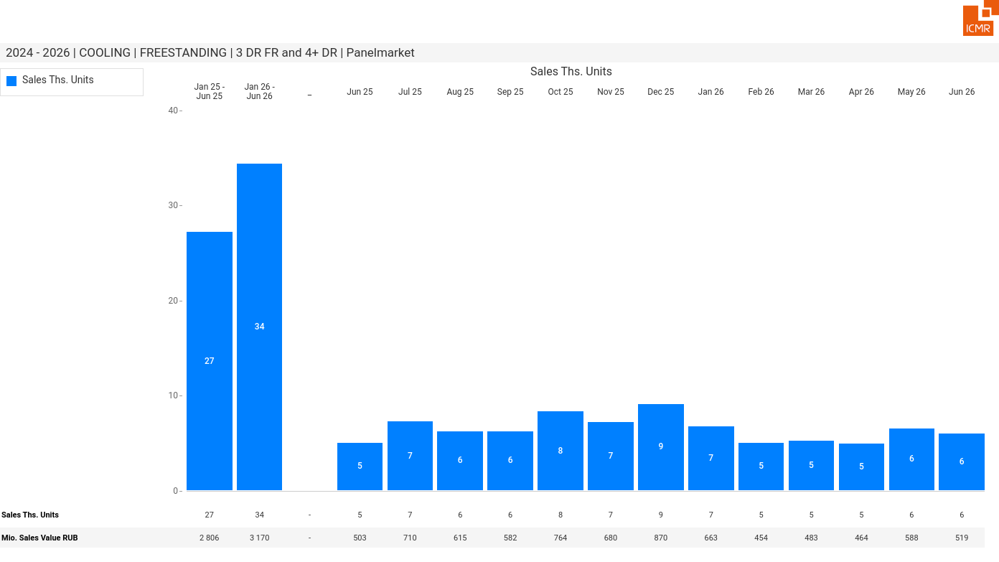 ICMR
2024 - 2026 | COOLING | FREESTANDING | 3 DR FR and 4+ DR | Panelmarket
Sales Ths. Units
Sales Ths. Units
Jan 25 - Jun 25 Jan 26 - Jun 26 – Jun 25 Jul 25 Aug 25 Sep 25 Oct 25 Nov 25 Dec 25 Jan 26 Feb 26 Mar 26 Apr 26 May 26 Jun 26
40
30
20
10
0
27 34 5 7 6 6 8 7 9 7 5 5 5 6 6
Sales Ths. Units 27 34 - 5 7 6 6 8 7 9 7 5 5 5 6 6
Mio. Sales Value RUB 2 806 3 170 - 503 710 615 582 764 680 870 663 454 483 464 588 519